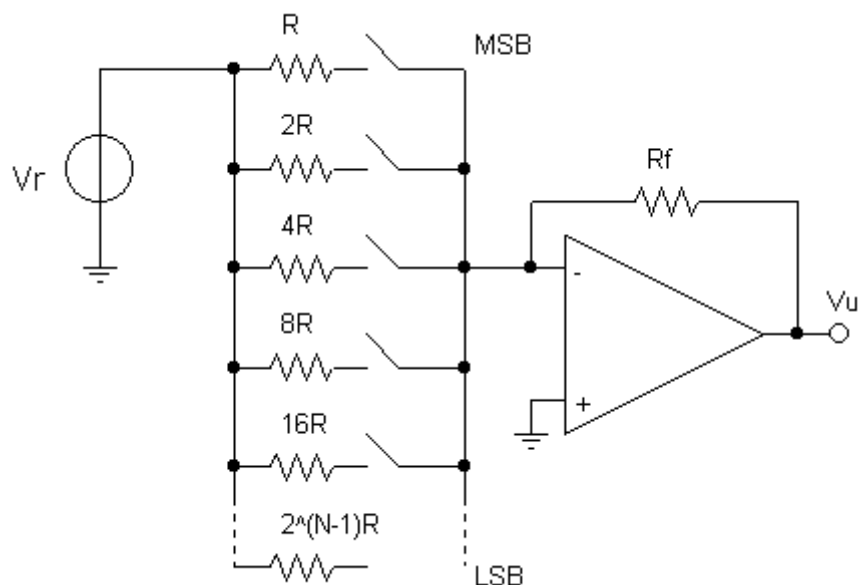 R
MSB
2R
Rf
Vr
4R
-
8R
Vu
+
16R
2^(N-1)R
LSB